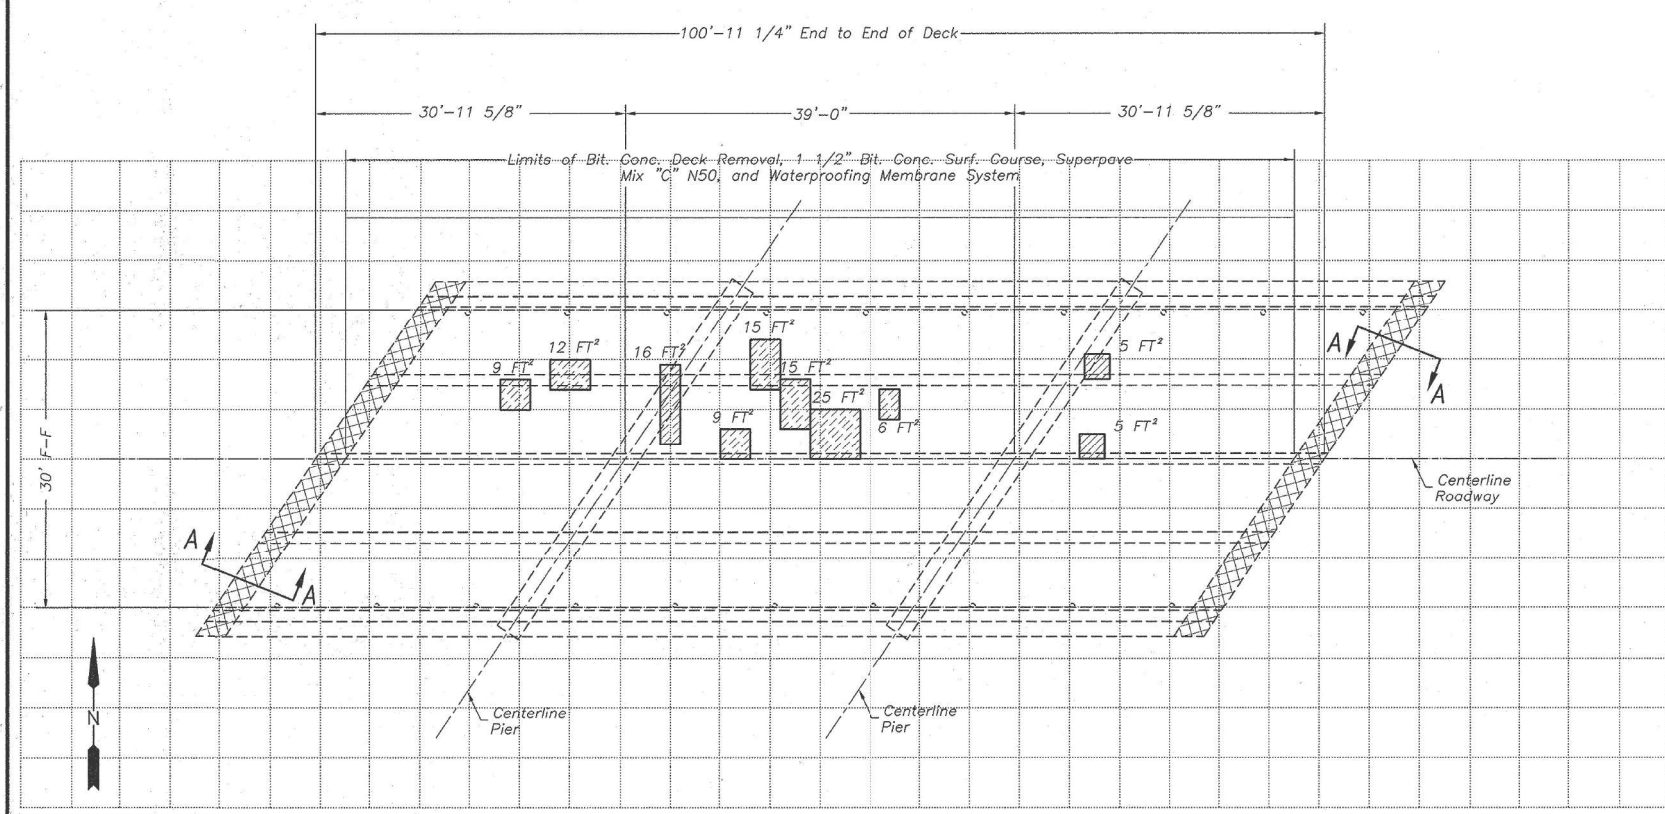 100'-11 1/4" End to End of Deck
30'-11 5/8"
39'-0"
30'-11 5/8"
Limits of Bit. Conc. Deck Removal, 1 1/2" Bit. Conc. Surf. Course, Superpave
Mix "C" N50, and Waterproofing Membrane System
15 FT²
12 FT²
16 FT²
5 FT²
A
9 FT²
15 FT²
A
25 FT²
9 FT²
6 FT²
5 FT²
30' F-F
Centerline
Roadway
A
A
N
Centerline
Pier
Centerline
Pier